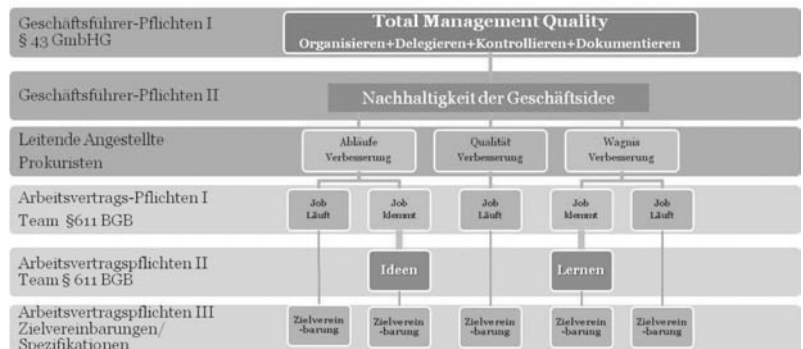 Geschäftsführer-Pflichten I
§ 43 GmbHG
Total Management Quality
Organisieren+Delegieren+Kontrollieren+Dokumentieren
Geschäftsführer-Pflichten II
Nachhaltigkeit der Geschäftsidee
Leitende Angestellte
Prokuristen
Abläufe
Verbesserung
Qualität
Verbesserung
Wagnis
Verbesserung
Arbeitsvertrags-Pflichten I
Team §611 BGB
Job
Läuft
Job
klemmt
Job
Läuft
Job
klemmt
Job
Läuft
Arbeitsvertragspflichten II
Team § 611 BGB
Ideen
Lernen
Arbeitsvertragspflichten III
Zielvereinbarungen/
Spezifikationen
Zielverein
-barung
Zielverein
-barung
Zielverein
-barung
Zielverein
-barung
Zielverein
-barung